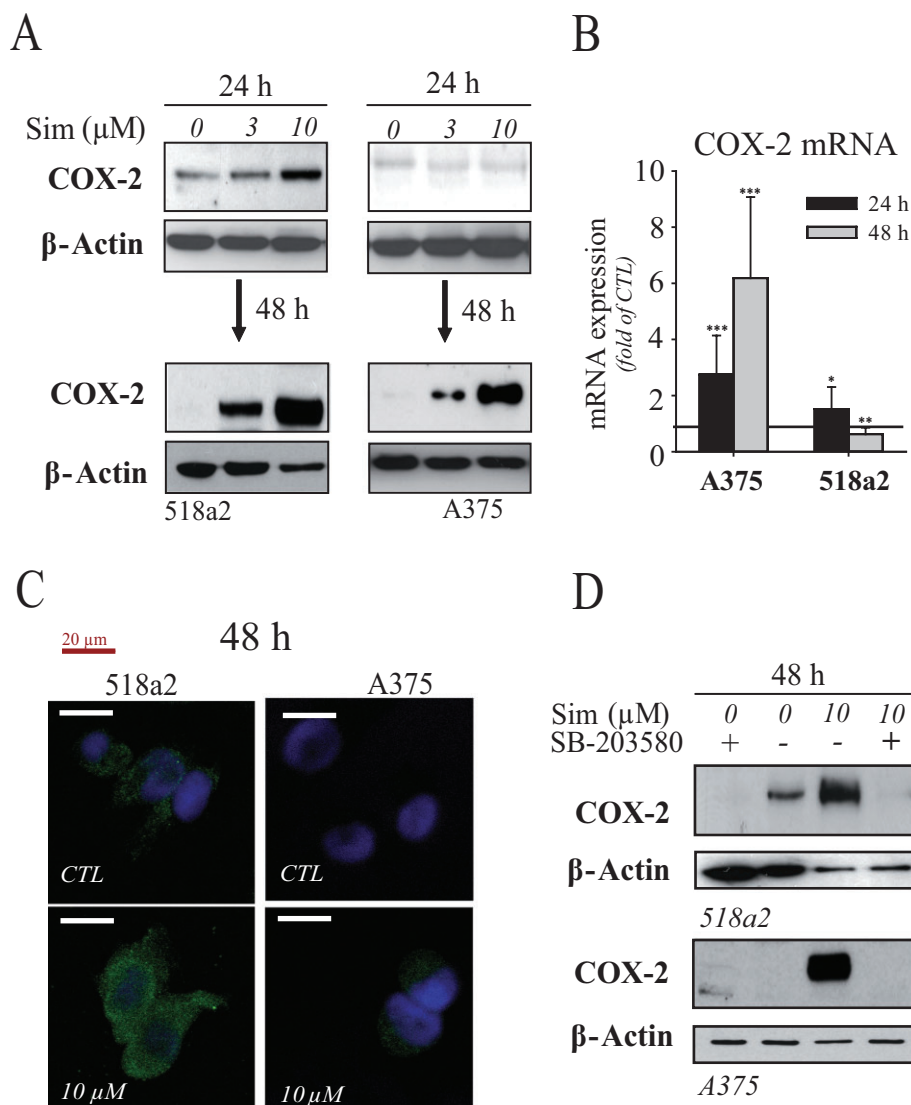 A
24 h
24 h
Sim (µM) 0 3 10
0 3 10
COX-2
β-Actin
48 h
48 h
COX-2
β-Actin
518a2
A375
B
COX-2 mRNA
mRNA expression
(fold of CTL)
10
8
6
4
2
0
24 h
48 h
***
***
*
**
A375
518a2
C
20 µm
48 h
518a2
A375
CTL
CTL
10 µM
10 µM
D
48 h
Sim (µM) 0 0 10 10
SB-203580 + - - +
COX-2
β-Actin
518a2
COX-2
β-Actin
A375